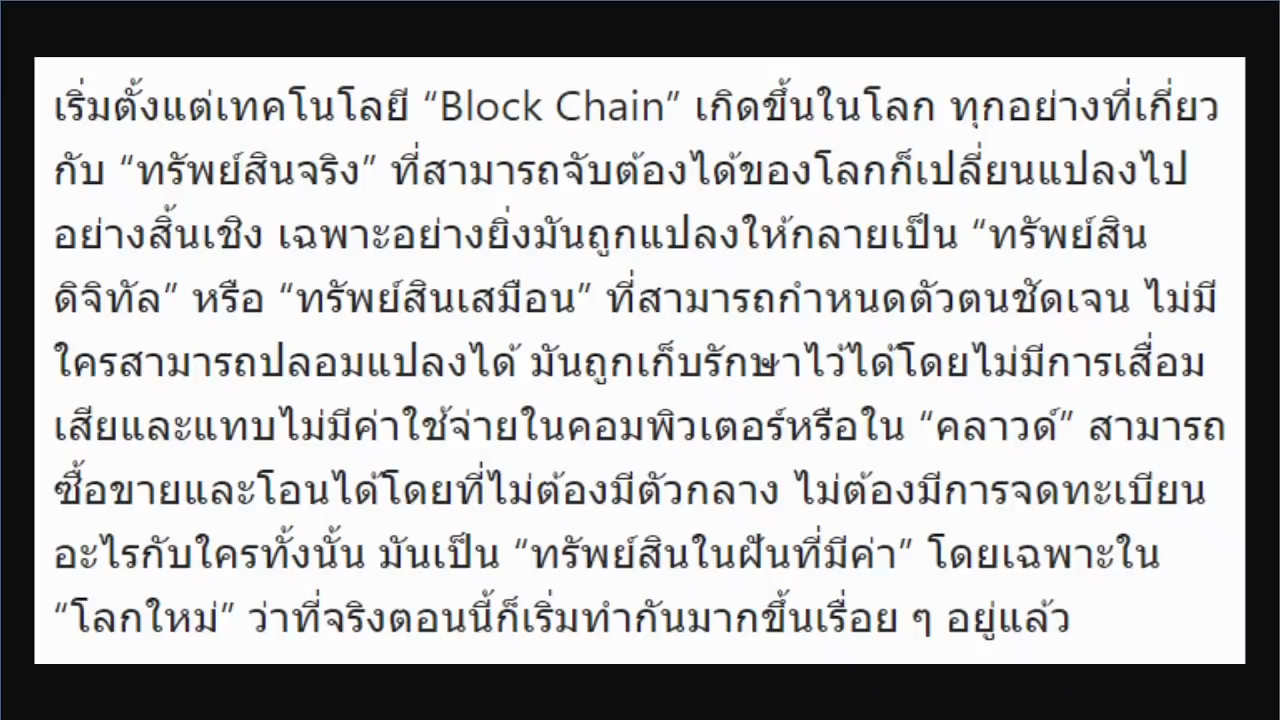 เริ่มตั้งแต่เทคโนโลยี “Block Chain” เกิดขึ้นในโลก ทุกอย่างที่เกี่ยว
กับ “ทรัพย์สินจริง” ที่สามารถจับต้องได้ของโลกก็เปลี่ยนแปลงไป
อย่างสิ้นเชิง เฉพาะอย่างยิ่งมันถูกแปลงให้กลายเป็น “ทรัพย์สิน
ดิจิทัล” หรือ “ทรัพย์สินเสมือน” ที่สามารถกำหนดตัวตนชัดเจน ไม่มี
ใครสามารถปลอมแปลงได้ มันถูกเก็บรักษาไว้ได้โดยไม่มีการเสื่อม
เสียและแทบไม่มีค่าใช้จ่ายในคอมพิวเตอร์หรือใน “คลาวด์” สามารถ
ซื้อขายและโอนได้โดยที่ไม่ต้องมีตัวกลาง ไม่ต้องมีการจดทะเบียน
อะไรกับใครทั้งนั้น มันเป็น “ทรัพย์สินในฝันที่มีค่า” โดยเฉพาะใน
“โลกใหม่” ว่าที่จริงตอนนี้ก็เริ่มทำกันมากขึ้นเรื่อย ๆ อยู่แล้ว